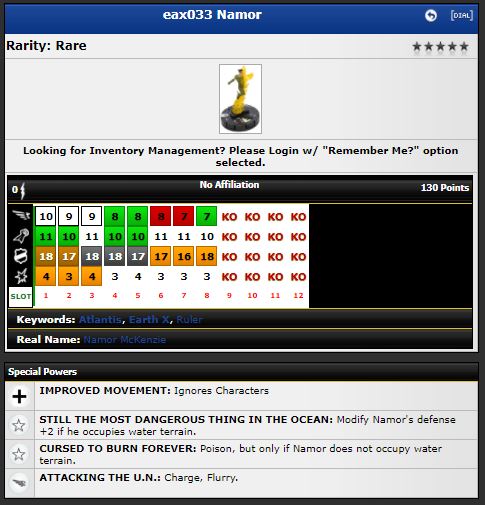 eax033 Namor
[DIAL]
Rarity: Rare
Looking for Inventory Management? Please Login w/ "Remember Me?" option
selected.
0 No Affiliation 130 Points
10 9 9 8 8 8 7 7 KO KO KO KO
11 10 11 10 10 11 11 10 KO KO KO KO
18 17 18 18 18 17 16 18 KO KO KO KO
4 3 4 3 4 3 3 3 KO KO KO KO
SLOT 1 2 3 4 5 6 7 8 9 10 11 12
Keywords: Atlantis, Earth X, Ruler
Real Name: Namor McKenzie
Special Powers
IMPROVED MOVEMENT: Ignores Characters
STILL THE MOST DANGEROUS THING IN THE OCEAN: Modify Namor's defense
+2 if he occupies water terrain.
CURSED TO BURN FOREVER: Poison, but only if Namor does not occupy water
terrain.
ATTACKING THE U.N.: Charge, Flurry.